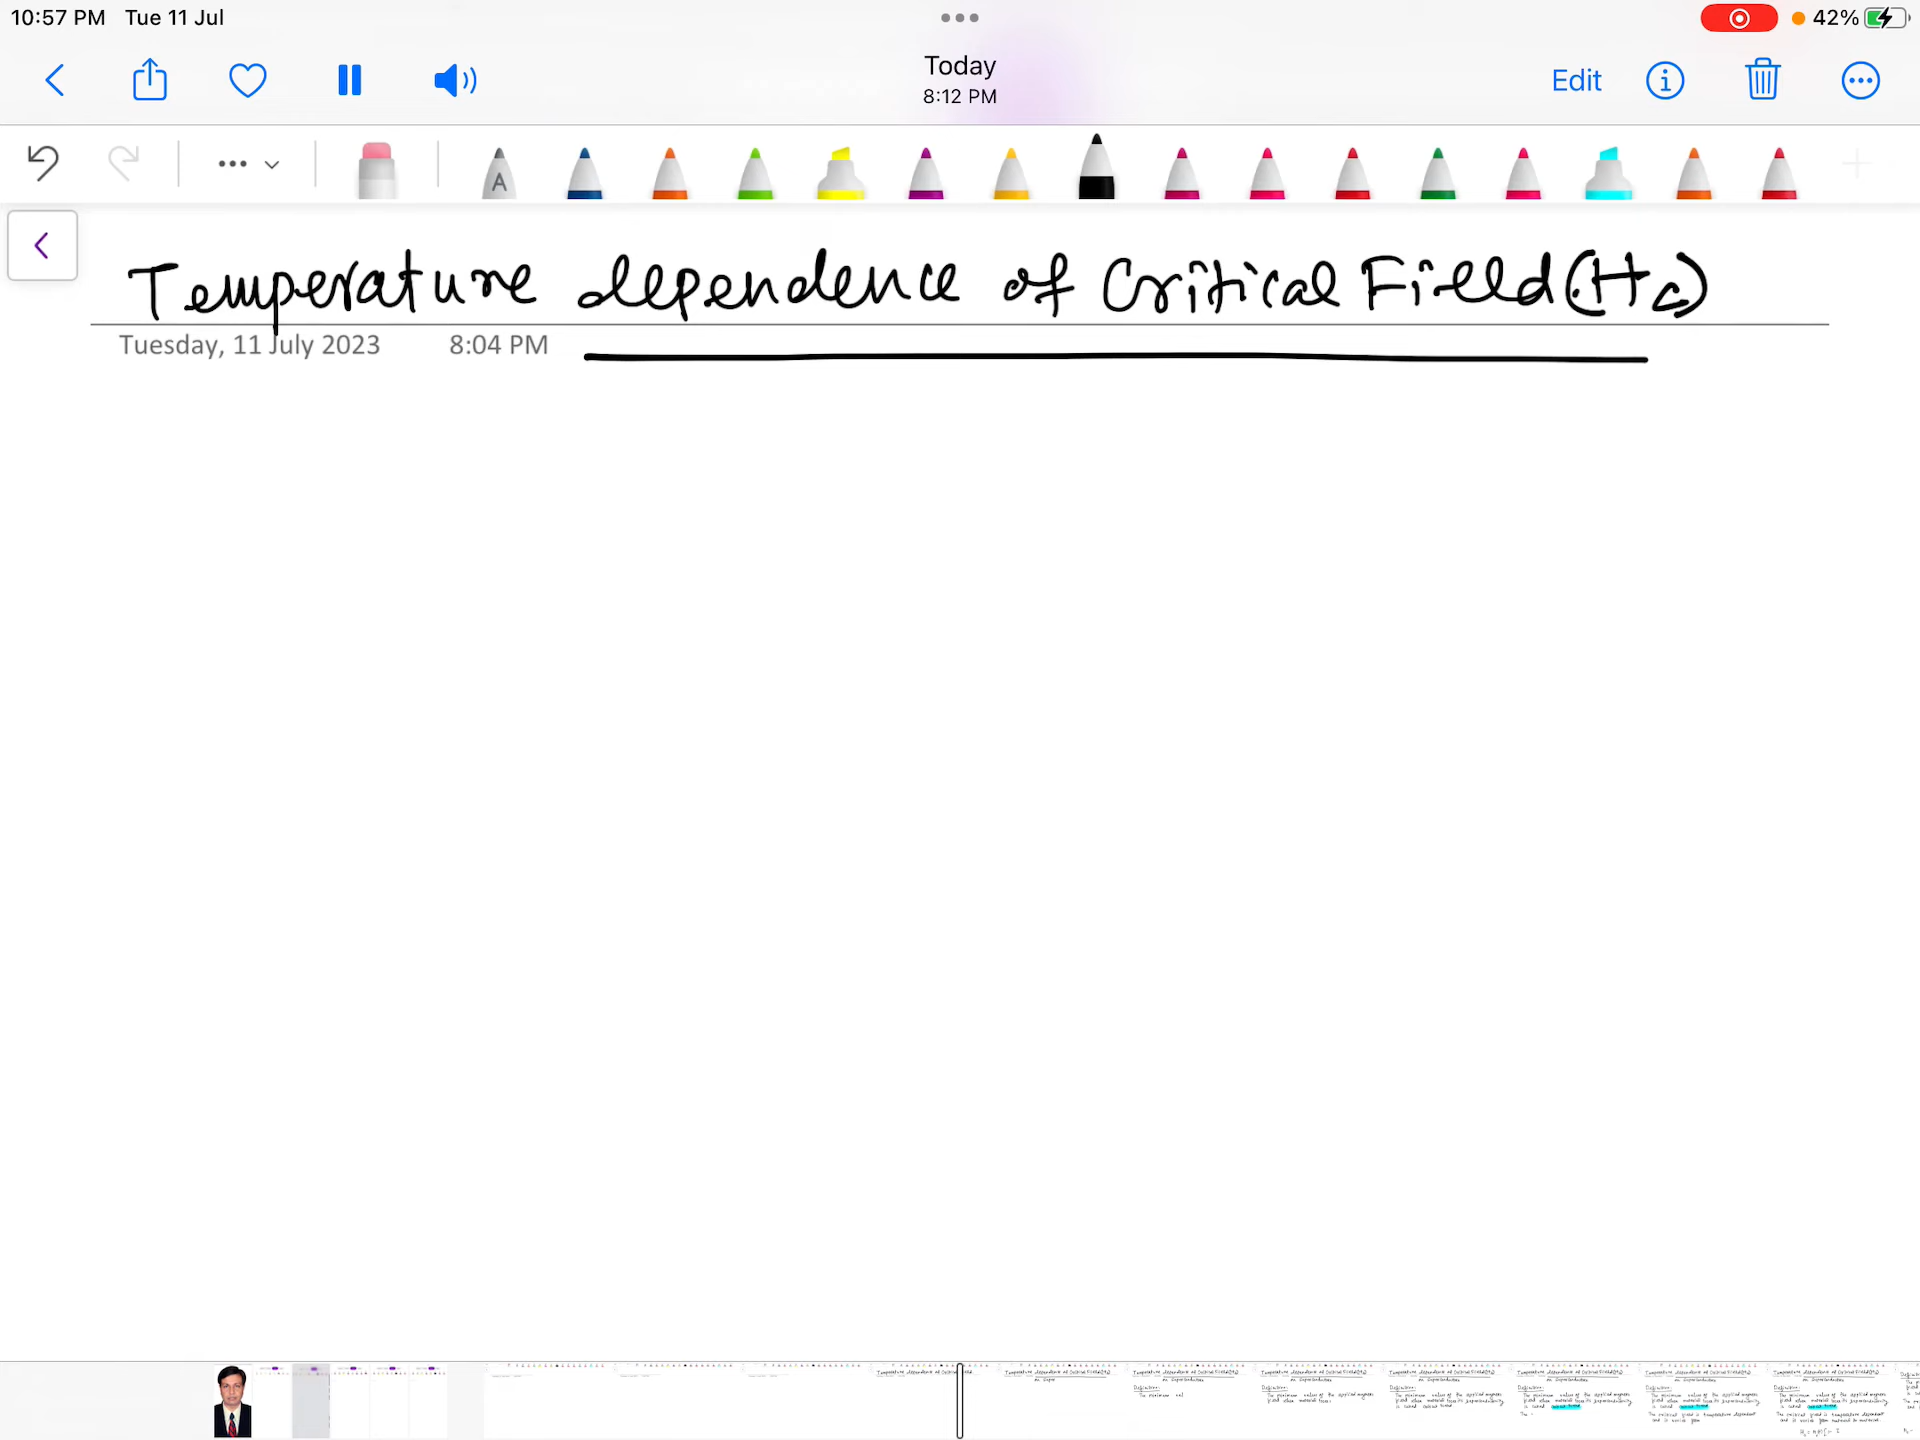 10:57 PM Tue 11 Jul
42%
Today
8:12 PM
Edit
A
Temperature dependence of Critical Field (Hc)
Tuesday, 11 July 2023 8:04 PM